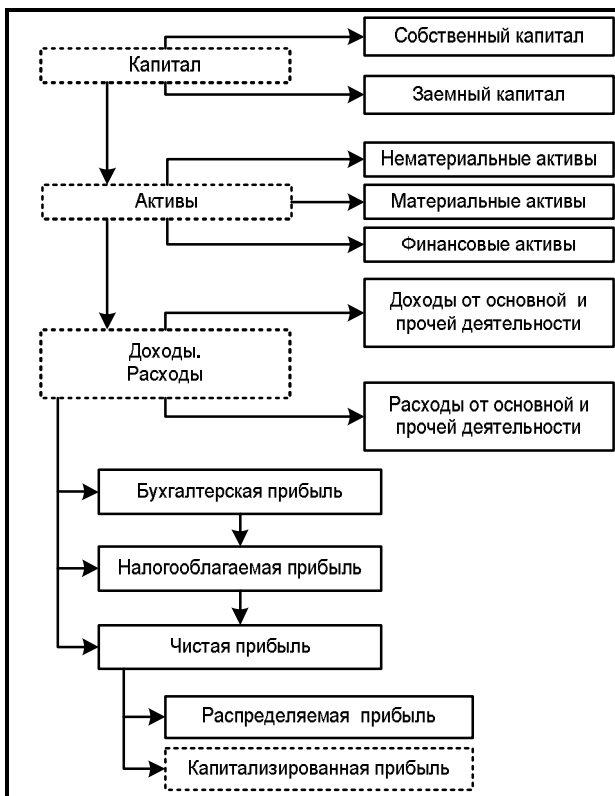 Собственный капитал
Капитал
Заемный капитал
Нематериальные активы
Активы
Материальные активы
Финансовые активы
Доходы от основной и
прочей деятельности
Доходы.
Расходы
Расходы от основной и
прочей деятельности
Бухгалтерская прибыль
Налогооблагаемая прибыль
Чистая прибыль
Распределяемая прибыль
Капитализированная прибыль